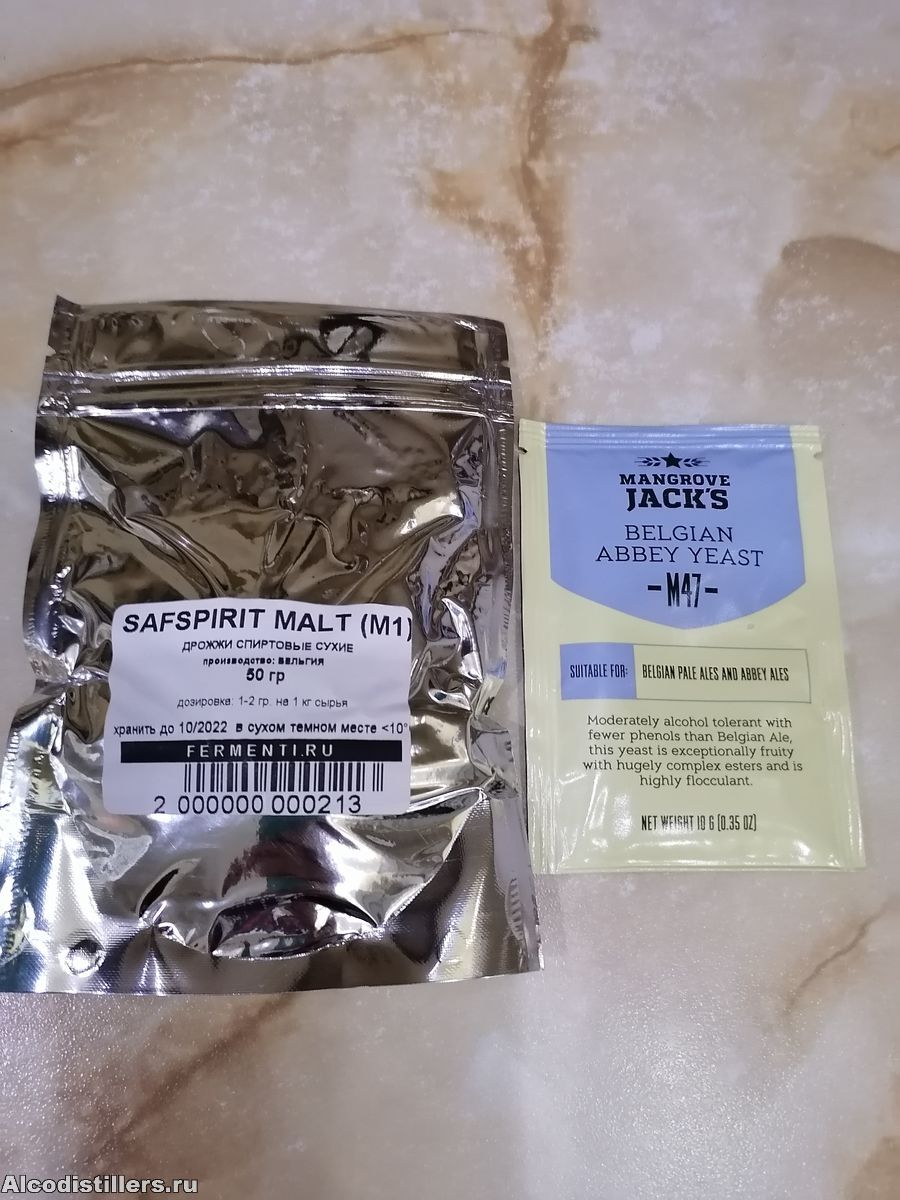 SAFSPIRIT MALT (M1)
ДРОЖЖИ СПИРТОВЫЕ СУХИЕ
производство: БЕЛЬГИЯ
50 гр
дозировка: 1-2 гр. на 1 кг сырья
хранить до 10/2022 в сухом темном месте <10°
FERMENTI.RU
2 000000 000213
MANGROVE
JACK'S
BELGIAN
ABBEY YEAST
-M47-
SUITABLE FOR: BELGIAN PALE ALES AND ABBEY ALES
Moderately alcohol tolerant with
fewer phenols than Belgian Ale,
this yeast is exceptionally fruity
with hugely complex esters and is
highly flocculant.
NET WEIGHT 10 G (0.35 OZ)
Alcodistillers.ru